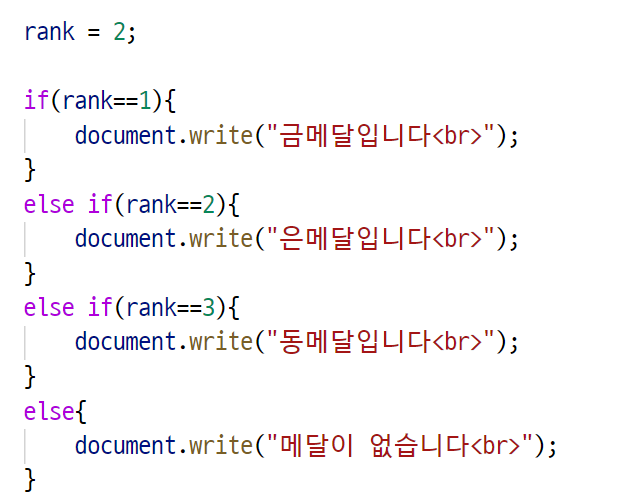 rank = 2;
if(rank==1){
document.write("금메달입니다<br>");
}
else if(rank==2){
document.write("은메달입니다<br>");
}
else if(rank==3){
document.write("동메달입니다<br>");
}
else{
document.write("메달이 없습니다<br>");
}